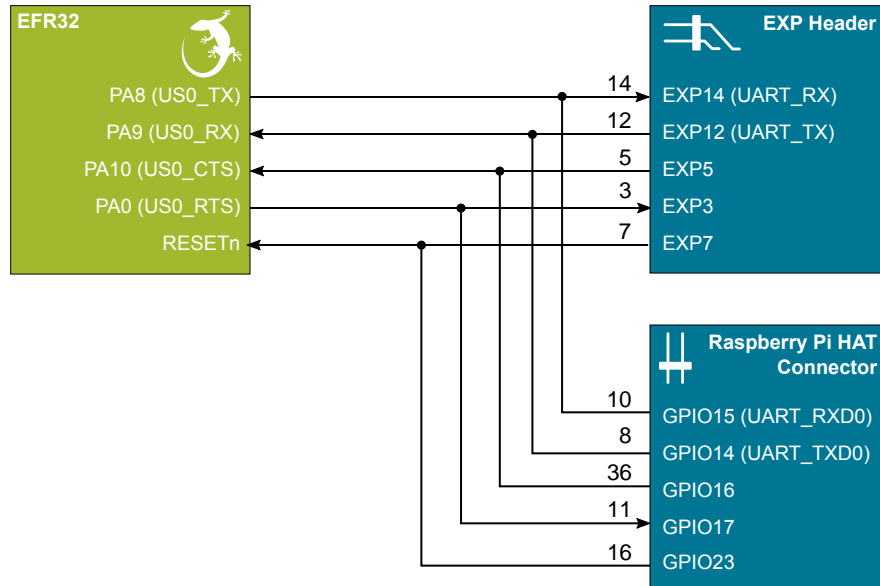 EFR32
PA8 (US0_TX)
PA9 (US0_RX)
PA10 (US0_CTS)
PA0 (US0_RTS)
RESETn
14
12
5
3
7
EXP Header
EXP14 (UART_RX)
EXP12 (UART_TX)
EXP5
EXP3
EXP7
Raspberry Pi HAT
Connector
10
8
36
11
16
GPIO15 (UART_RXD0)
GPIO14 (UART_TXD0)
GPIO16
GPIO17
GPIO23